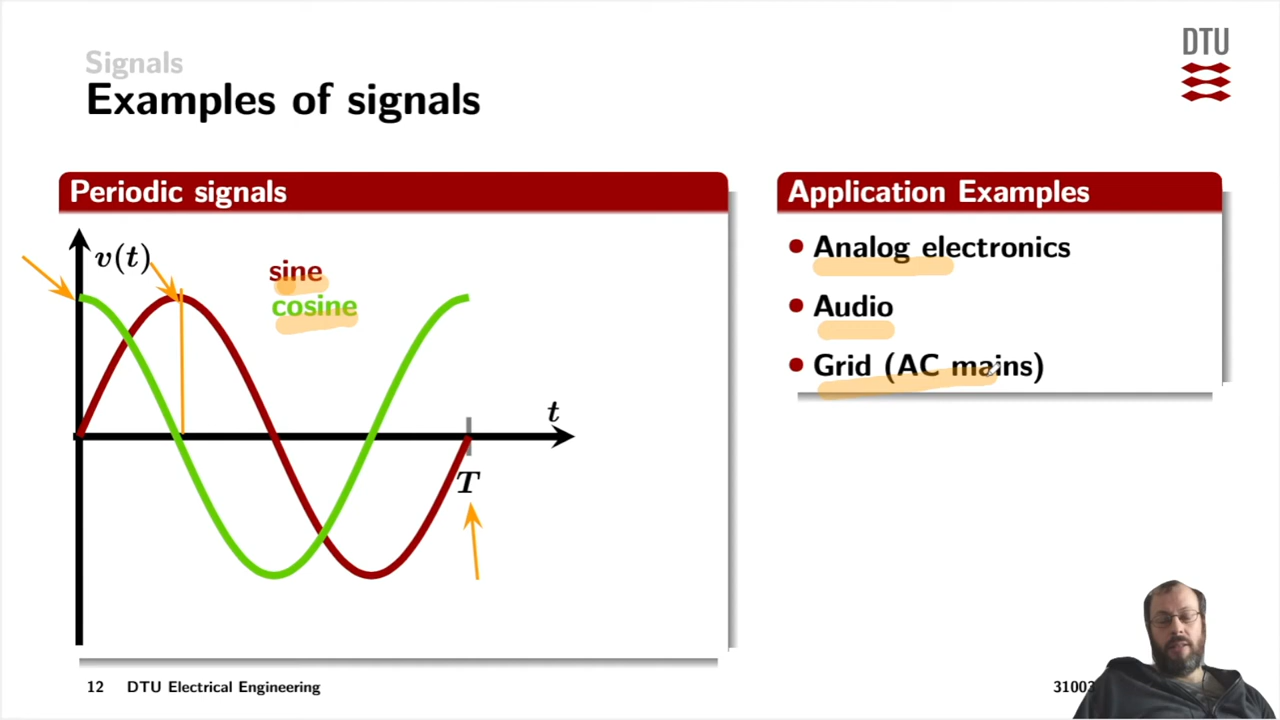 Signals
Examples of signals
DTU
Periodic signals
v(t)
sine
cosine
t
T
Application Examples
• Analog electronics
• Audio
• Grid (AC mains)
12 DTU Electrical Engineering
31003